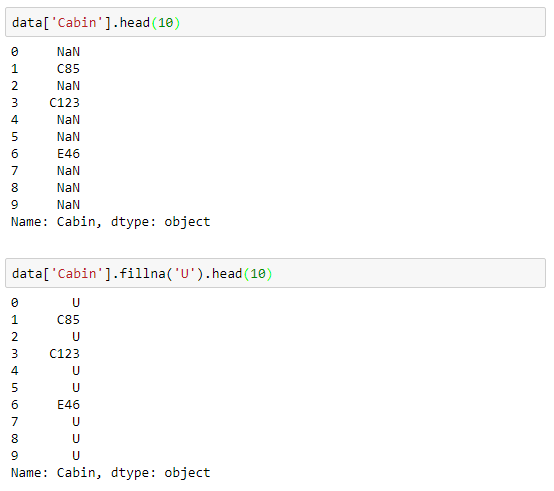 data['Cabin'].head(10)
0     NaN
1     C85
2     NaN
3    C123
4     NaN
5     NaN
6     E46
7     NaN
8     NaN
9     NaN
Name: Cabin, dtype: object
data['Cabin'].fillna('U').head(10)
0       U
1     C85
2       U
3    C123
4       U
5       U
6     E46
7       U
8       U
9       U
Name: Cabin, dtype: object